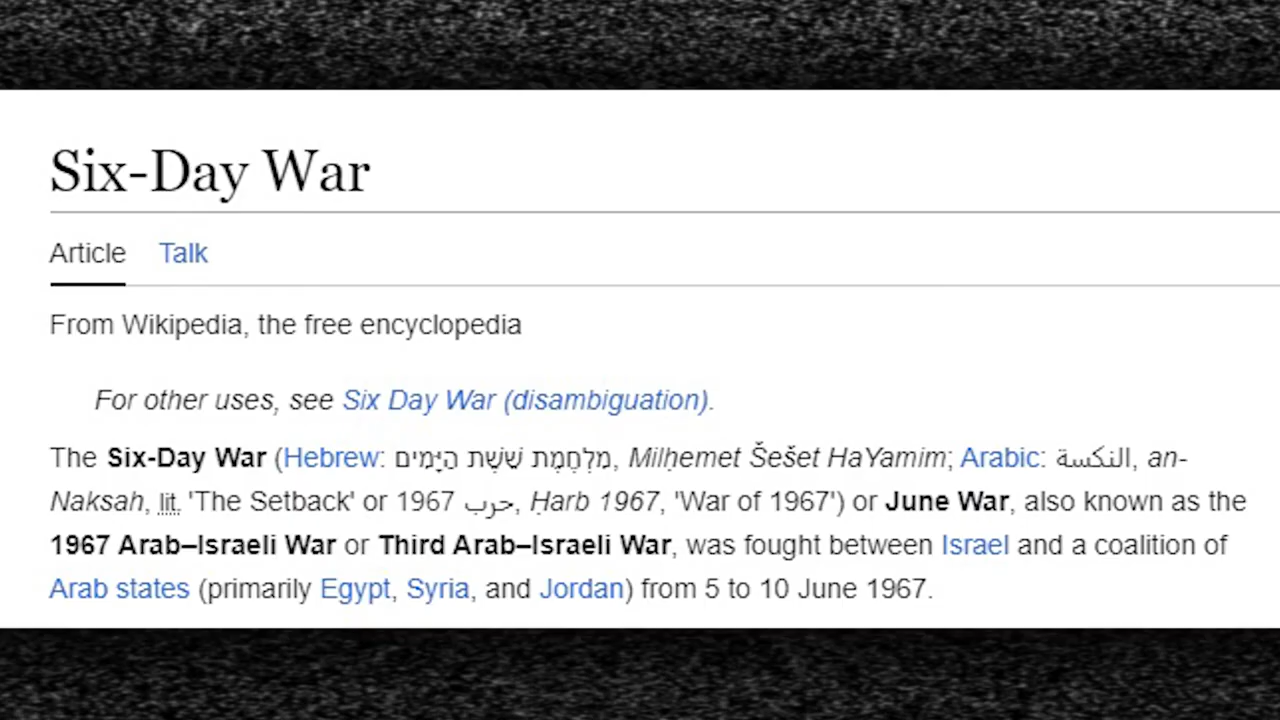 Six-Day War
Article Talk
From Wikipedia, the free encyclopedia
For other uses, see Six Day War (disambiguation).
The Six-Day War (Hebrew: מִלְחֶמֶת שֵׁשֶׁת הַיָּמִים, Milḥemet Šešet HaYamim; Arabic: النكسة, an-
Naksah, lit. 'The Setback' or 1967 حرب, Ḥarb 1967, 'War of 1967') or June War, also known as the
1967 Arab–Israeli War or Third Arab–Israeli War, was fought between Israel and a coalition of
Arab states (primarily Egypt, Syria, and Jordan) from 5 to 10 June 1967.